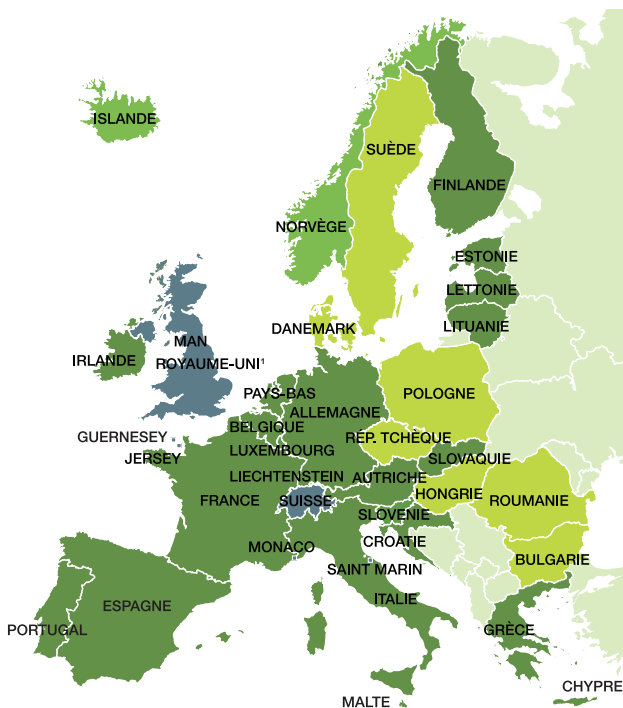 ISLANDE
SUÈDE
FINLANDE
NORVÈGE
ESTONIE
LETTONIE
LITUANIE
DANEMARK
MAN
IRLANDE
ROYAUME-UNI¹
PAYS-BAS
POLOGNE
ALLEMAGNE
BELGIQUE
GUERNESEY
RÉP. TCHÈQUE
LUXEMBOURG
JERSEY
SLOVAQUIE
LIECHTENSTEIN
AUTRICHE
FRANCE
SUISSE
HONGRIE
ROUMANIE
SLOVENIE
CROATIE
MONACO
BULGARIE
SAINT MARIN
ITALIE
ESPAGNE
PORTUGAL
GRÈCE
CHYPRE
MALTE